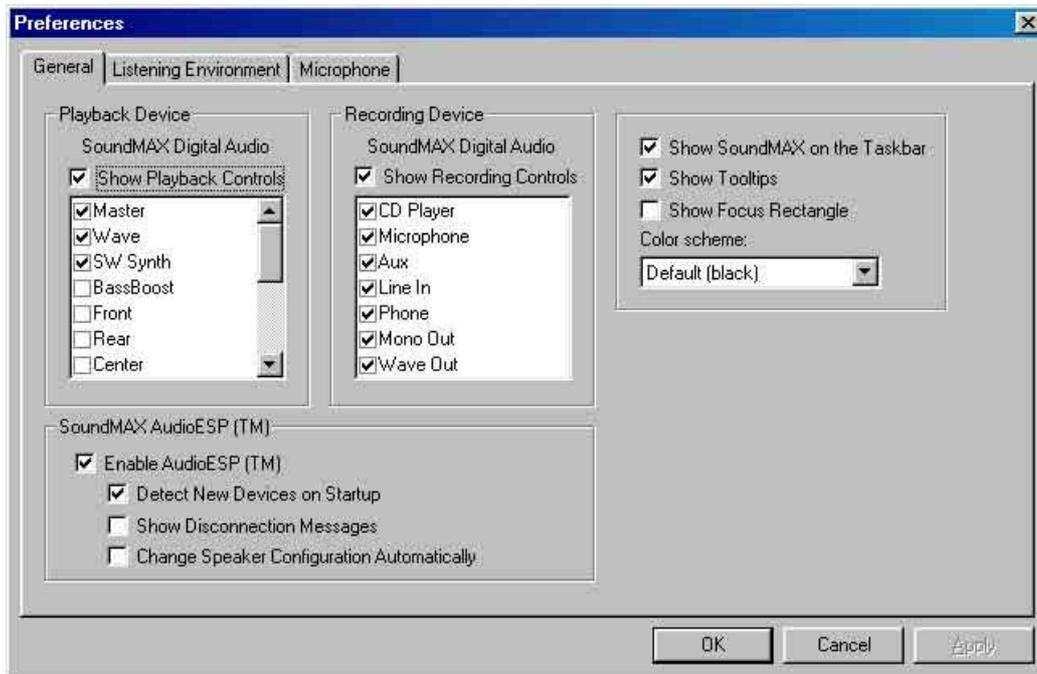 Preferences
General
Listening Environment
Microphone
Playback Device
SoundMAX Digital Audio
Show Playback Controls
Master
Wave
SW Synth
BassBoost
Front
Rear
Center
Recording Device
SoundMAX Digital Audio
Show Recording Controls
CD Player
Microphone
Aux
Line In
Phone
Mono Out
Wave Out
Show SoundMAX on the Taskbar
Show Tooltips
Show Focus Rectangle
Color scheme:
Default (black)
SoundMAX AudioESP (TM)
Enable AudioESP (TM)
Detect New Devices on Startup
Show Disconnection Messages
Change Speaker Configuration Automatically
OK
Cancel
Apply